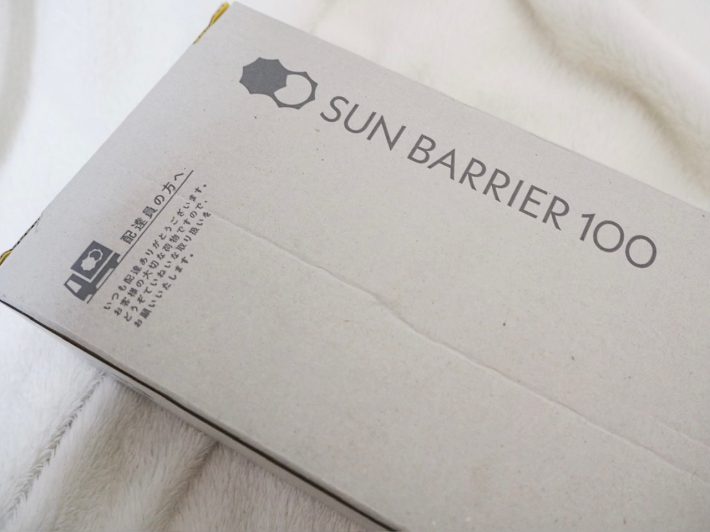 SUN BARRIER 100
配達員の方へ
いつも配達ありがとうございます。
お客様の大切な荷物ですので、
どうぞていねいな取り扱いを
お願いいたします。